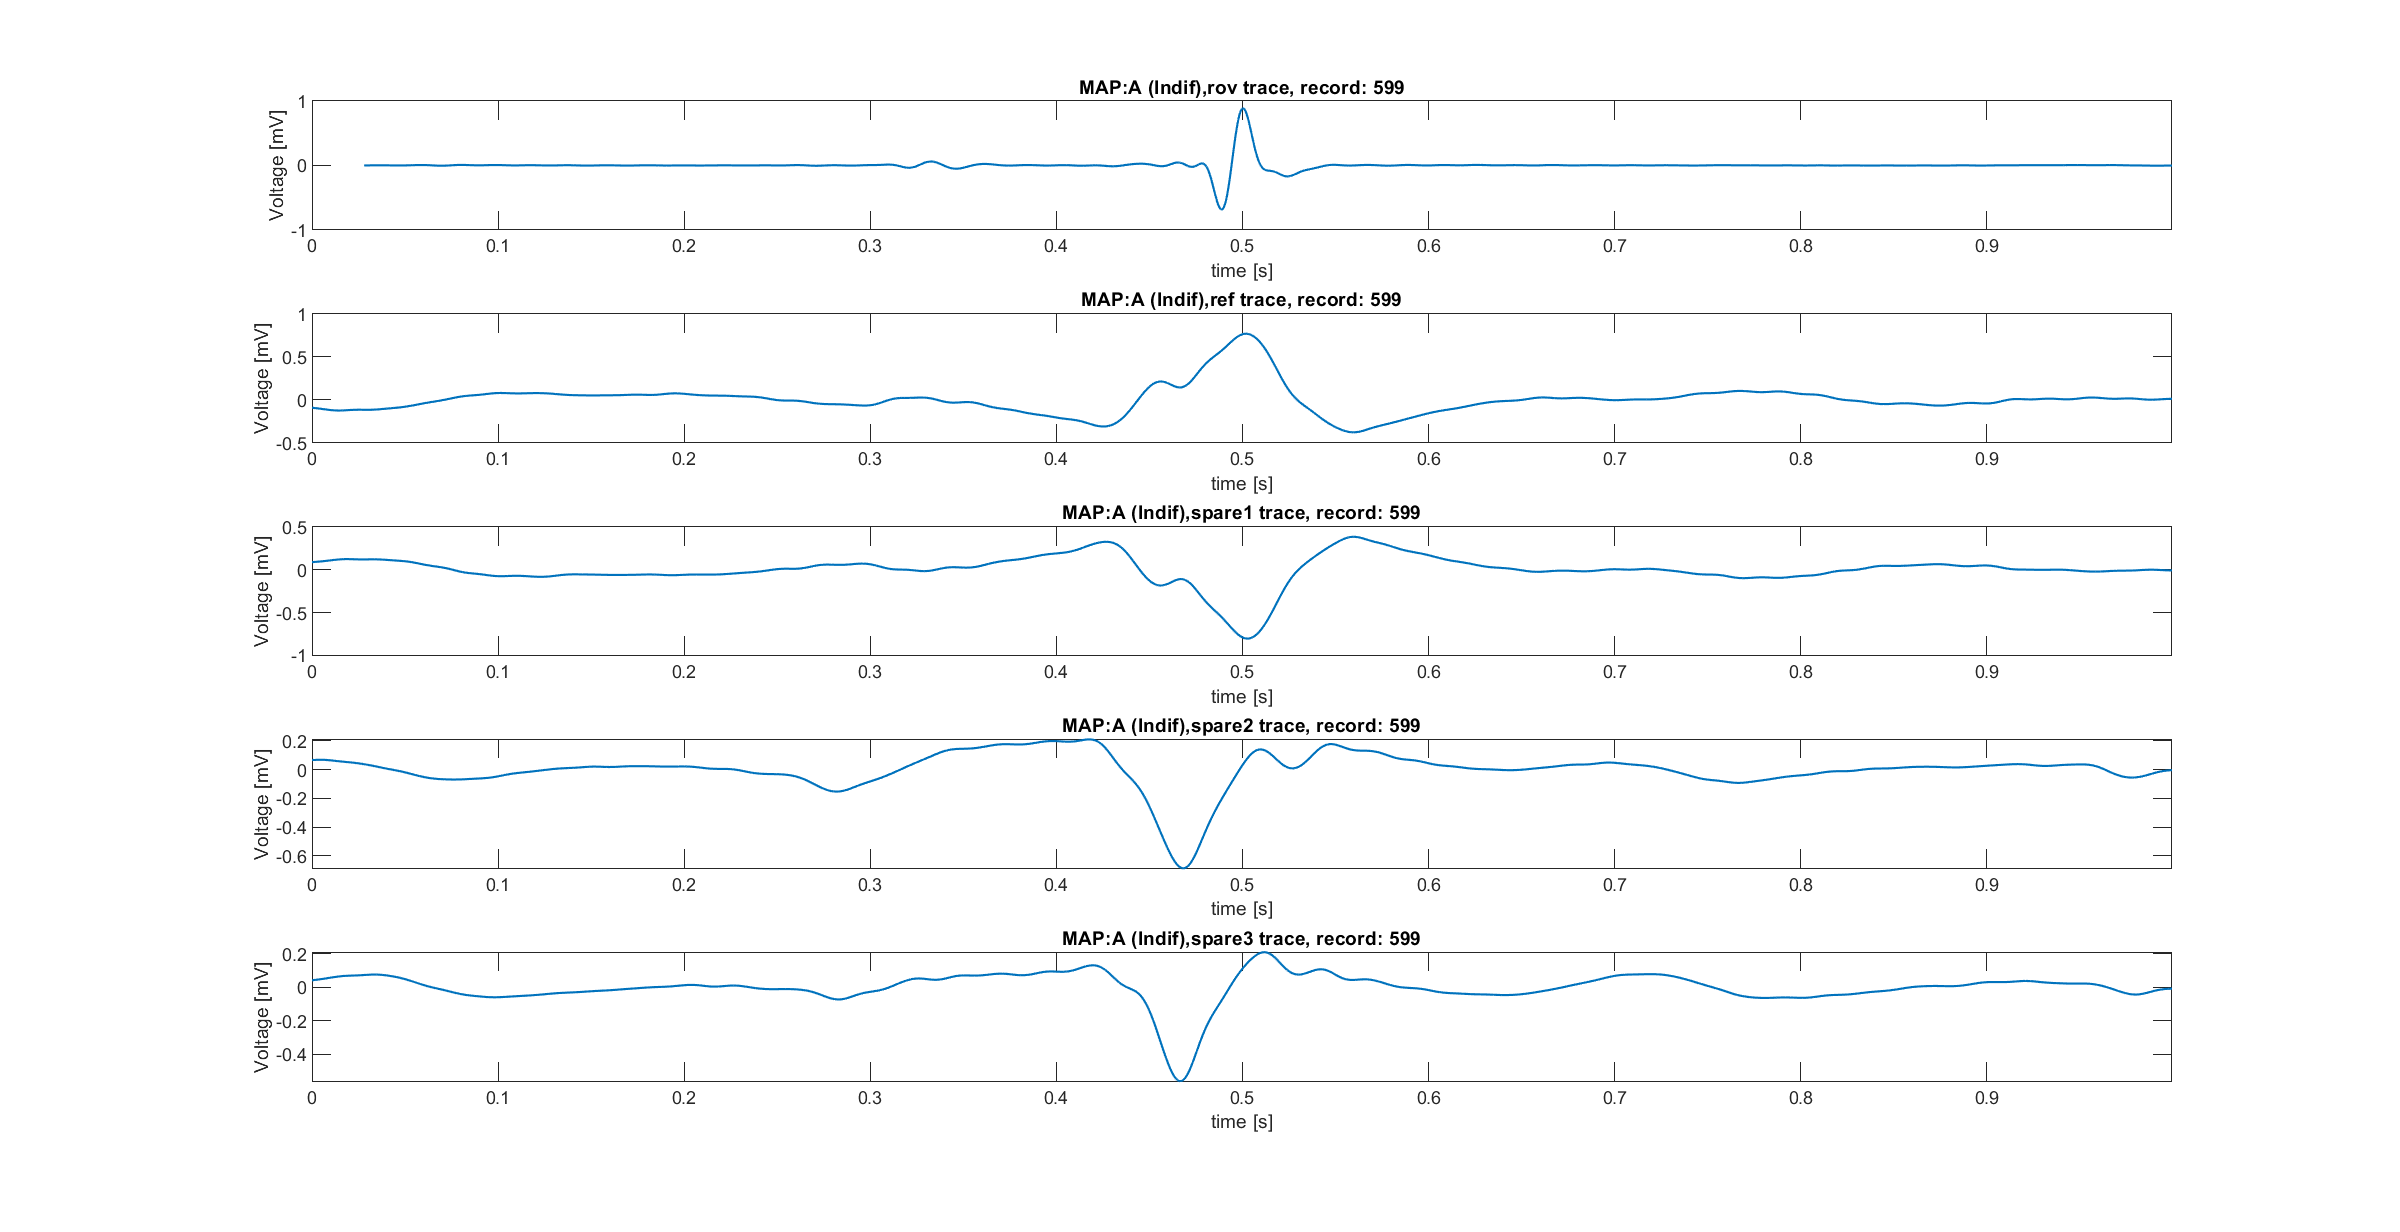 MAP:A (Indif),rov trace, record: 599
Voltage [mV]
1
0
-1
0 0.1 0.2 0.3 0.4 0.5 0.6 0.7 0.8 0.9
time [s]
MAP:A (Indif),ref trace, record: 599
Voltage [mV]
1
0.5
0
-0.5
0 0.1 0.2 0.3 0.4 0.5 0.6 0.7 0.8 0.9
time [s]
MAP:A (Indif),spare1 trace, record: 599
Voltage [mV]
0.5
0
-0.5
-1
0 0.1 0.2 0.3 0.4 0.5 0.6 0.7 0.8 0.9
time [s]
MAP:A (Indif),spare2 trace, record: 599
Voltage [mV]
0.2
0
-0.2
-0.4
-0.6
0 0.1 0.2 0.3 0.4 0.5 0.6 0.7 0.8 0.9
time [s]
MAP:A (Indif),spare3 trace, record: 599
Voltage [mV]
0.2
0
-0.2
-0.4
0 0.1 0.2 0.3 0.4 0.5 0.6 0.7 0.8 0.9
time [s]